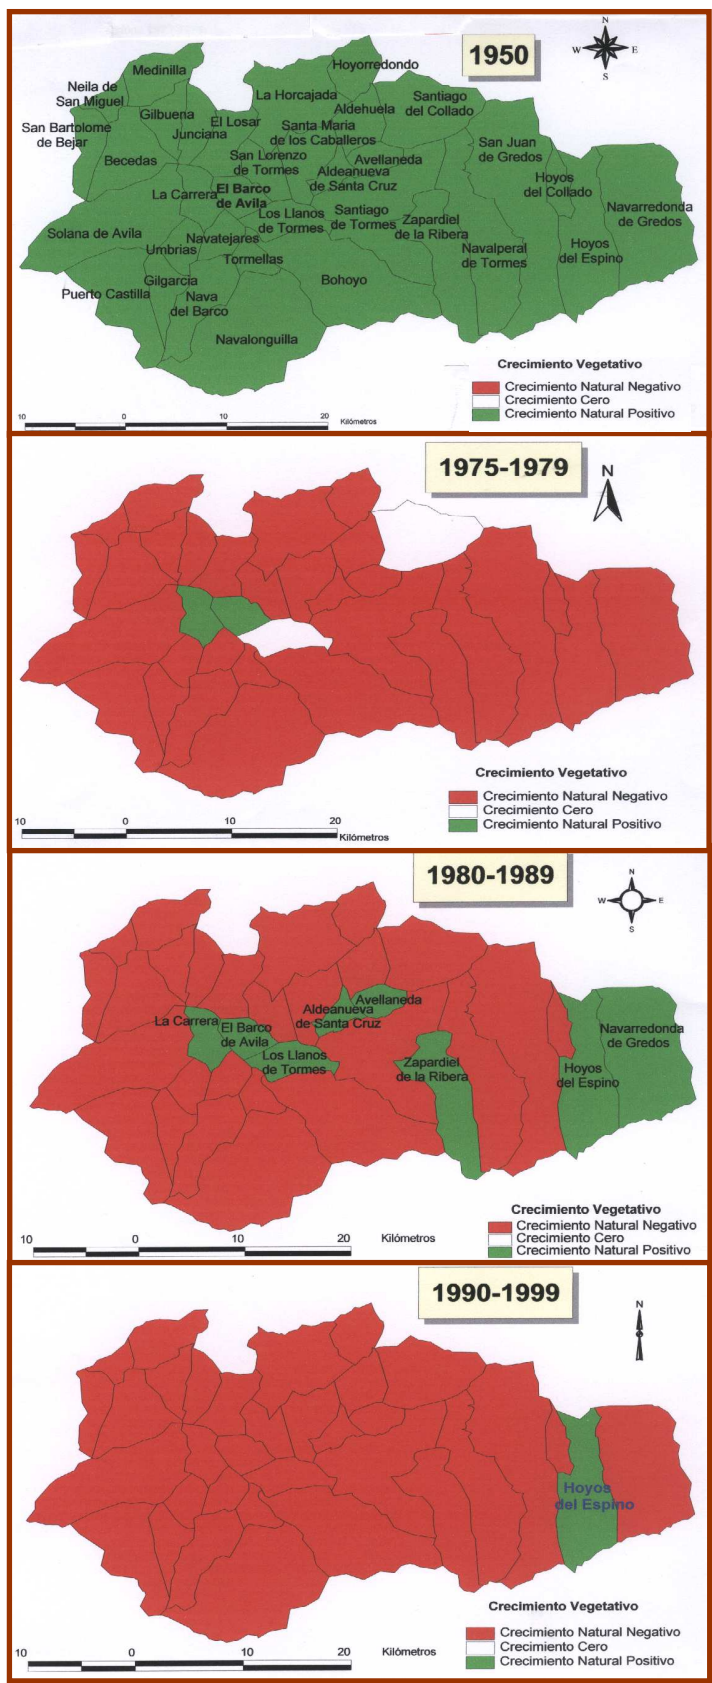 1950
N
W E
S
Medinilla
Hoyorredondo
Neila de
San Miguel
La Horcajada
Santiago
del Collado
Gilbuena
Aldehuela
El Losar
San Bartolome
de Bejar
Junciana
Santa Maria
de los Caballeros
San Juan
de Gredos
Becedas
San Lorenzo
de Tormes
Avellaneda
Aldeanueva
de Santa Cruz
Hoyos
del Collado
La Carrera
El Barco
de Avila
Navarredonda
de Gredos
Los Llanos
de Tormes
Santiago
de Tormes
Zapardiel
de la Ribera
Solana de Avila
Navatejares
Umbrias
Navalperal
de Tormes
Hoyos
del Espino
Tormellas
Gilgarcia
Bohoyo
Puerto Castilla
Nava
del Barco
Navalonguilla
Crecimiento Vegetativo
Crecimiento Natural Negativo
Crecimiento Cero
Crecimiento Natural Positivo
10 0 10 20
Kilómetros
1975-1979
N
Crecimiento Vegetativo
Crecimiento Natural Negativo
Crecimiento Cero
Crecimiento Natural Positivo
10 0 10 20
Kilómetros
1980-1989
N
W E
S
Avellaneda
Aldeanueva
de Santa Cruz
La Carrera
El Barco
de Avila
Navarredonda
de Gredos
Los Llanos
de Tormes
Zapardiel
de la Ribera
Hoyos
del Espino
Crecimiento Vegetativo
Crecimiento Natural Negativo
Crecimiento Cero
Crecimiento Natural Positivo
10 0 10 20
Kilómetros
1990-1999
N
Hoyos
del Espino
Crecimiento Vegetativo
Crecimiento Natural Negativo
Crecimiento Cero
Crecimiento Natural Positivo
10 0 10 20
Kilómetros